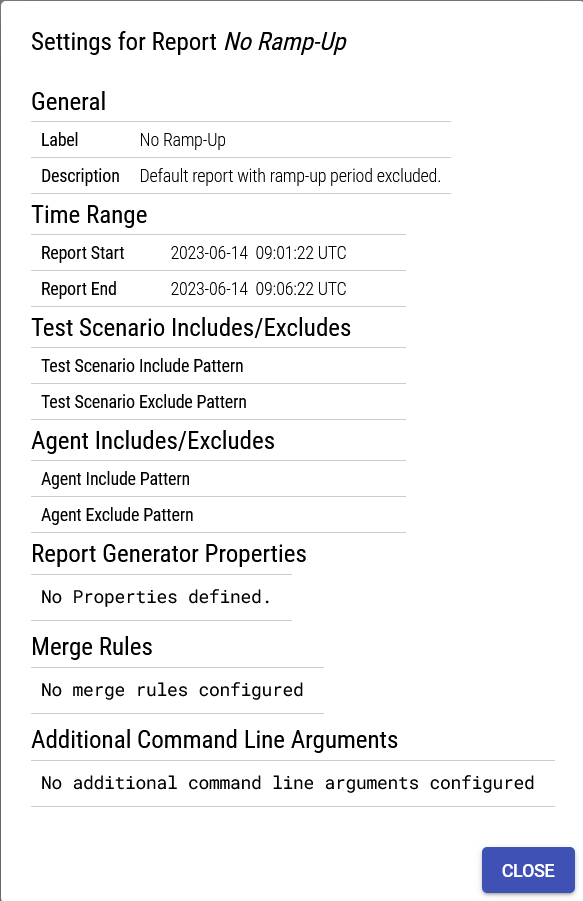 Settings for Report No Ramp-Up
General
Label No Ramp-Up
Description Default report with ramp-up period excluded.
Time Range
Report Start 2023-06-14 09:01:22 UTC
Report End 2023-06-14 09:06:22 UTC
Test Scenario Includes/Excludes
Test Scenario Include Pattern
Test Scenario Exclude Pattern
Agent Includes/Excludes
Agent Include Pattern
Agent Exclude Pattern
Report Generator Properties
No Properties defined.
Merge Rules
No merge rules configured
Additional Command Line Arguments
No additional command line arguments configured
CLOSE